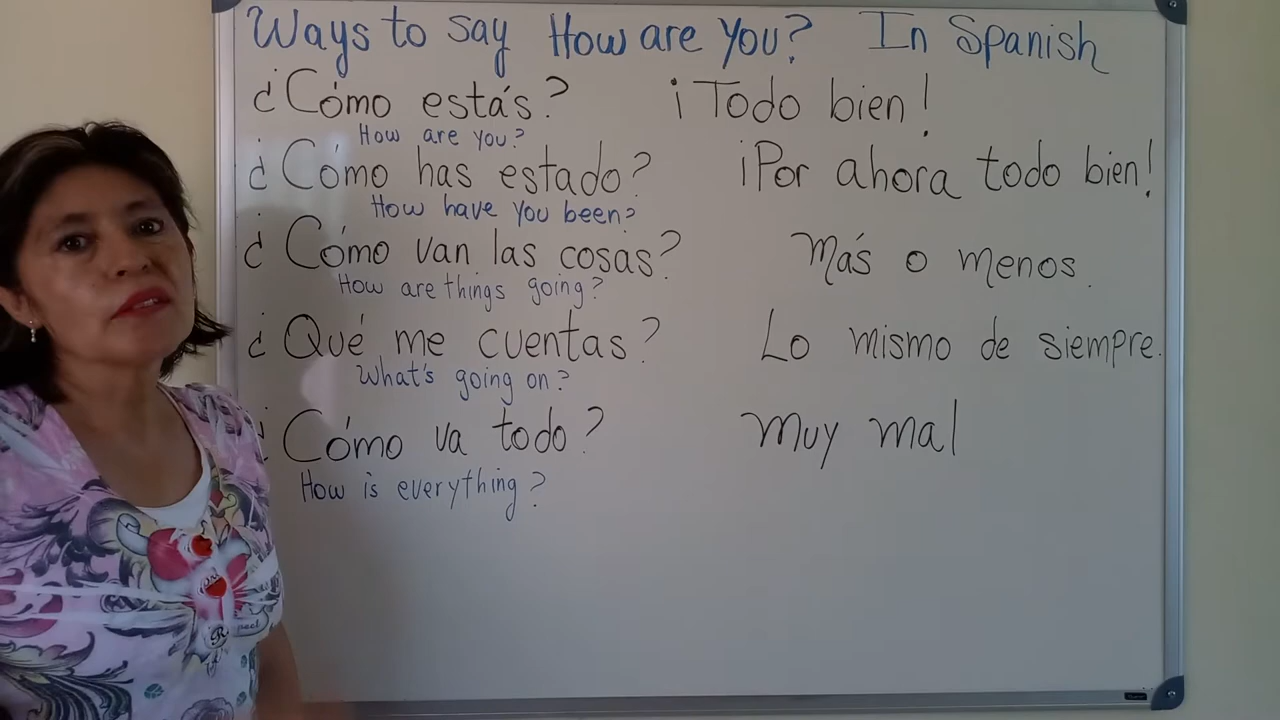 Ways to say How are you? In Spanish
¿Cómo estás? ¡Todo bien!
How are you?
¿Cómo has estado? ¡Por ahora todo bien!
How have you been?
¿Cómo van las cosas? Más o menos.
How are things going?
¿Qué me cuentas? Lo mismo de siempre.
What's going on?
¿Cómo va todo? Muy mal
How is everything?